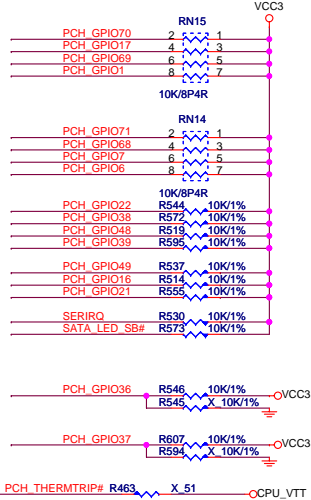 VCC3
RN15
PCH_GPIO70 2 1
PCH_GPIO17 4 3
PCH_GPIO69 6 5
PCH_GPIO1 8 7
10K/8P4R
RN14
PCH_GPIO71 2 1
PCH_GPIO68 4 3
PCH_GPIO7 6 5
PCH_GPIO6 8 7
10K/8P4R
PCH_GPIO22 R544 10K/1%
PCH_GPIO38 R572 10K/1%
PCH_GPIO48 R519 10K/1%
PCH_GPIO39 R595 10K/1%
PCH_GPIO49 R537 10K/1%
PCH_GPIO16 R514 10K/1%
PCH_GPIO21 R555 10K/1%
SERIRQ R530 10K/1%
SATA_LED_SB# R573 10K/1%
PCH_GPIO36 R546 10K/1% VCC3
R545 X_10K/1%
PCH_GPIO37 R607 10K/1% VCC3
R594 X_10K/1%
PCH_THERMTRIP# R463 X_51 CPU_VTT